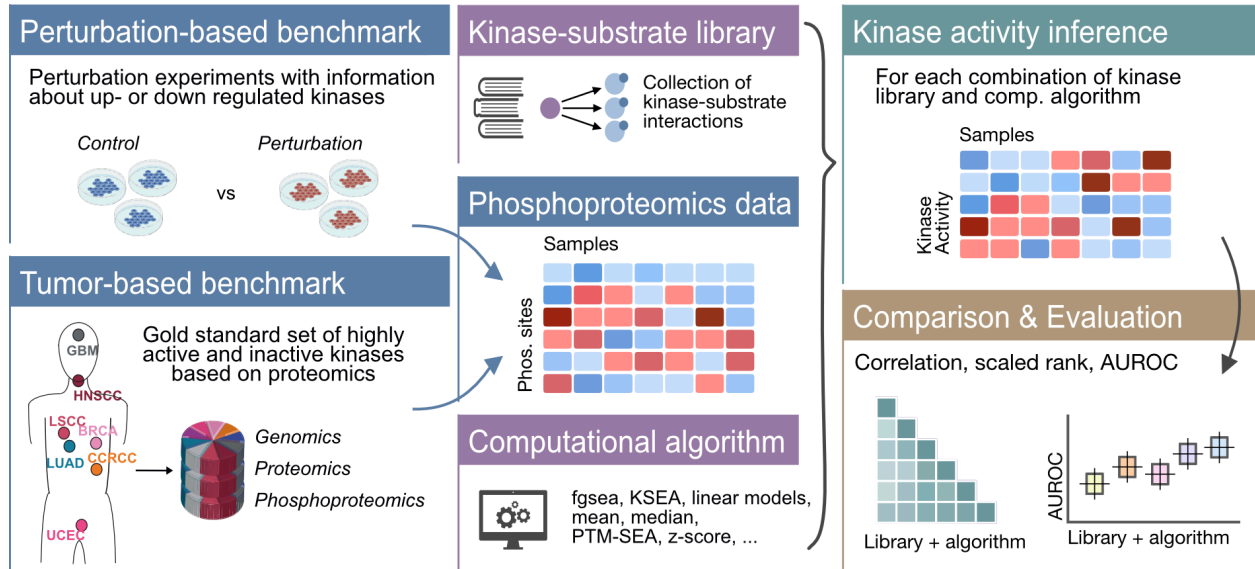 Perturbation-based benchmark
Perturbation experiments with information
about up- or down regulated kinases
Control
Perturbation
vs
Tumor-based benchmark
GBM
HNSCC
LSCC
BRCA
LUAD
CCRCC
UCEC
Gold standard set of highly
active and inactive kinases
based on proteomics
Genomics
Proteomics
Phosphoproteomics
Kinase-substrate library
Collection of
kinase-substrate
interactions
Phosphoproteomics data
Samples
Phos. sites
Computational algorithm
fgsea, KSEA, linear models,
mean, median,
PTM-SEA, z-score, ...
Kinase activity inference
For each combination of kinase
library and comp. algorithm
Samples
Kinase
Activity
Comparison & Evaluation
Correlation, scaled rank, AUROC
Library + algorithm
AUROC
Library + algorithm